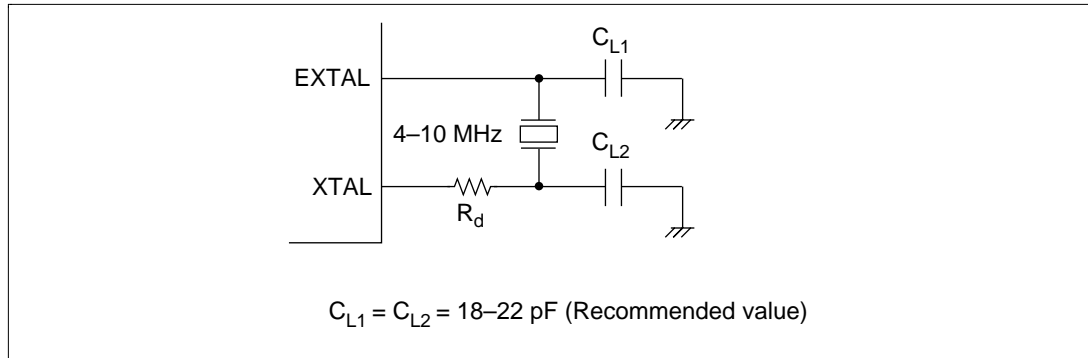 C_L1
EXTAL
4–10 MHz
C_L2
XTAL
R_d
C_L1 = C_L2 = 18–22 pF (Recommended value)